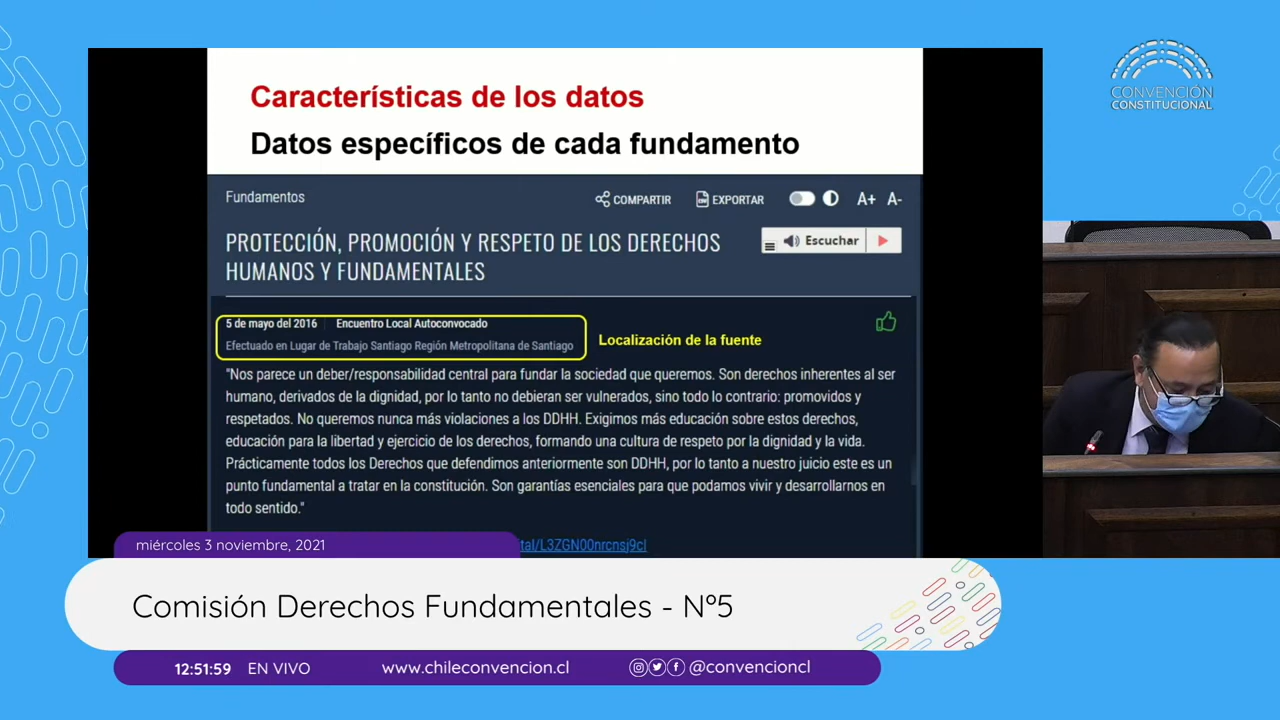 CONVENCIÓN
CONSTITUCIONAL
Características de los datos
Datos específicos de cada fundamento
Fundamentos
COMPARTIR
EXPORTAR
A+ A-
PROTECCIÓN, PROMOCIÓN Y RESPETO DE LOS DERECHOS
HUMANOS Y FUNDAMENTALES
Escuchar
5 de mayo del 2016 Encuentro Local Autoconvocado
Efectuado en Lugar de Trabajo Santiago Región Metropolitana de Santiago
Localización de la fuente
"Nos parece un deber/responsabilidad central para fundar la sociedad que queremos. Son derechos inherentes al ser
humano, derivados de la dignidad, por lo tanto no debieran ser vulnerados, sino todo lo contrario: promovidos y
respetados. No queremos nunca más violaciones a los DDHH. Exigimos más educación sobre estos derechos,
educación para la libertad y ejercicio de los derechos, formando una cultura de respeto por la dignidad y la vida.
Prácticamente todos los Derechos que defendimos anteriormente son DDHH, por lo tanto a nuestro juicio este es un
punto fundamental a tratar en la constitución. Son garantías esenciales para que podamos vivir y desarrollarnos en
todo sentido."
tal/L3ZGN00nrcnsj9cl
miércoles 3 noviembre, 2021
Comisión Derechos Fundamentales - Nº5
12:51:59 EN VIVO www.chileconvencion.cl @convencioncl